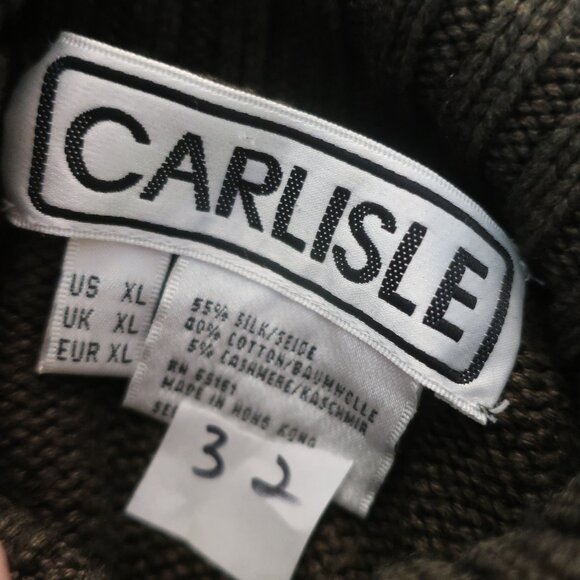 CARLISLE
US XL
UK XL
EUR XL
55% SILK/SEIDE
40% COTTON/BAUMWOLLE
5% CASHMERE/KASCHMIR
RN 55161
MADE IN HONG KONG
32